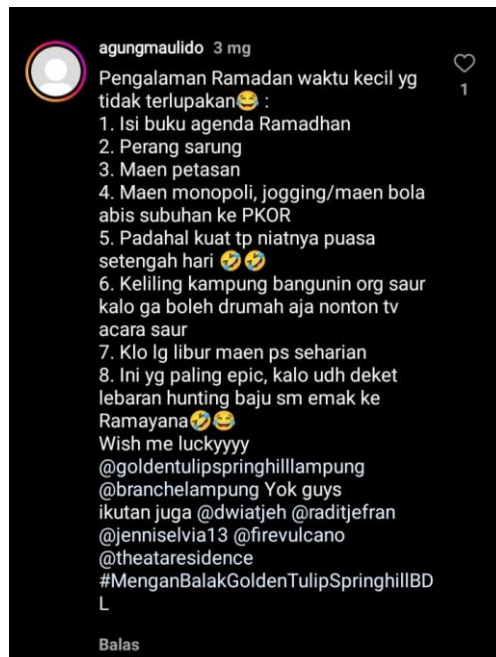 agungmaulido 3 mg
Pengalaman Ramadan waktu kecil yg
tidak terlupakan😂 :
1
1. Isi buku agenda Ramadhan
2. Perang sarung
3. Maen petasan
4. Maen monopoli, jogging/maen bola
abis subuhan ke PKOR
5. Padahal kuat tp niatnya puasa
setengah hari 🤣🤣
6. Keliling kampung bangunin org saur
kalo ga boleh drumah aja nonton tv
acara saur
7. Klo lg libur maen ps seharian
8. Ini yg paling epic, kalo udh deket
lebaran hunting baju sm emak ke
Ramayana🤣😂
Wish me luckyyyy
@goldentulipspringhilllampung
@branchelampung Yok guys
ikutan juga @dwiatjeh @raditjefran
@jenniselvia13 @firevulcano
@theataresidence
#MenganBalakGoldenTulipSpringhillBD
L
Balas